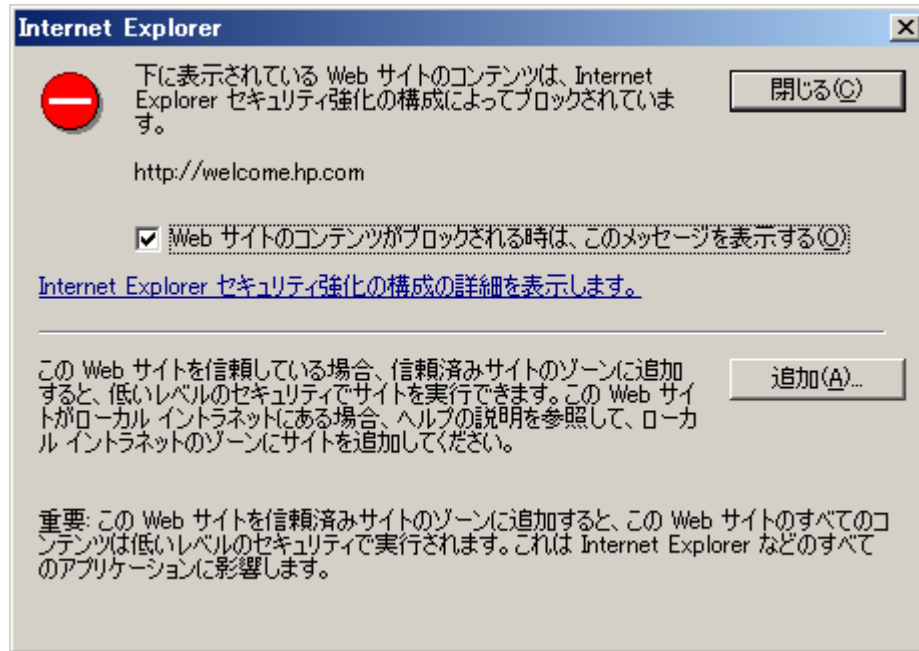 Internet Explorer
下に表示されている Web サイトのコンテンツは、Internet
Explorer セキュリティ強化の構成によってブロックされていま
す。
閉じる(C)
http://welcome.hp.com
Web サイトのコンテンツがブロックされる時は、このメッセージを表示する(O)
Internet Explorer セキュリティ強化の構成の詳細を表示します。
この Web サイトを信頼している場合、信頼済みサイトのゾーンに追加
すると、低いレベルのセキュリティでサイトを実行できます。この Web サイ
トがローカル イントラネットにある場合、ヘルプの説明を参照して、ローカ
ル イントラネットのゾーンにサイトを追加してください。
追加(A)...
重要: この Web サイトを信頼済みサイトのゾーンに追加すると、この Web サイトのすべてのコ
ンテンツは低いレベルのセキュリティで実行されます。これは Internet Explorer などのすべて
のアプリケーションに影響します。